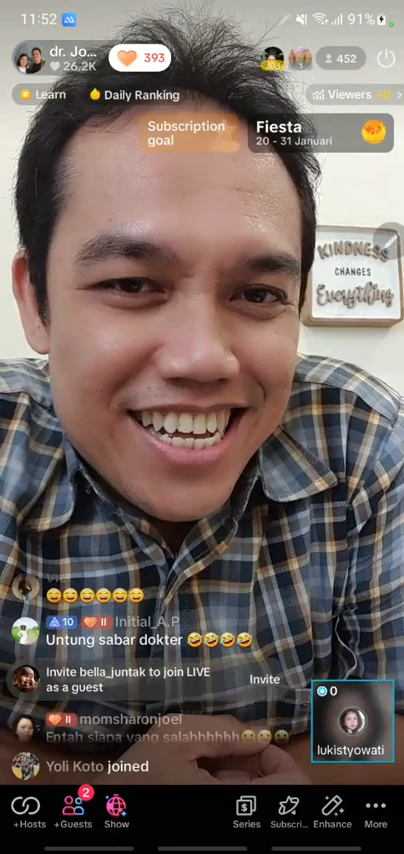 11:52
91%
dr. Jo...
26.2K
393
103
452
Learn
Daily Ranking
Viewers
Subscription goal
Fiesta
20 - 31 Januari
KINDNESS
CHANGES
Everything
😅😅😅😅😅😅
10 II Initial_A.P
Untung sabar dokter 🤣🤣🤣🤣
Invite bella_juntak to join LIVE
as a guest
Invite
0
lukistyowati
II momsharonjoel
Entah siapa yang salahhhhhh😭😭😭
Yoli Koto joined
2
+Hosts
+Guests
Show
Series
Subscri...
Enhance
More